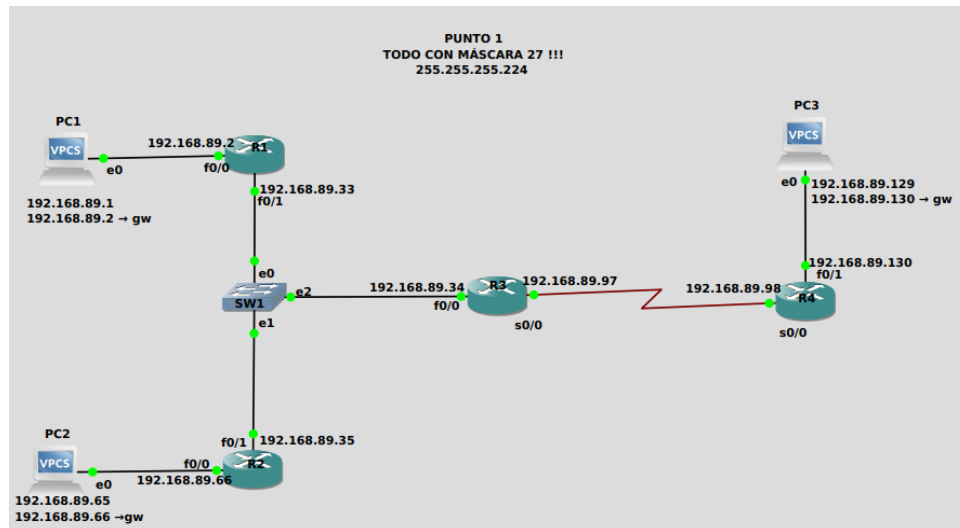 PUNTO 1
TODO CON MÁSCARA 27 !!!
255.255.255.224
PC1
VPCS
e0
192.168.89.1
192.168.89.2 → gw
192.168.89.2
R1
f0/0
192.168.89.33
f0/1
PC3
VPCS
e0
192.168.89.129
192.168.89.130 → gw
192.168.89.130
f0/1
e0
SW1
e2
e1
192.168.89.34
f0/0
R3
192.168.89.97
s0/0
192.168.89.98
R4
s0/0
PC2
VPCS
e0
192.168.89.65
192.168.89.66 →gw
f0/1
192.168.89.35
f0/0
R2
192.168.89.66